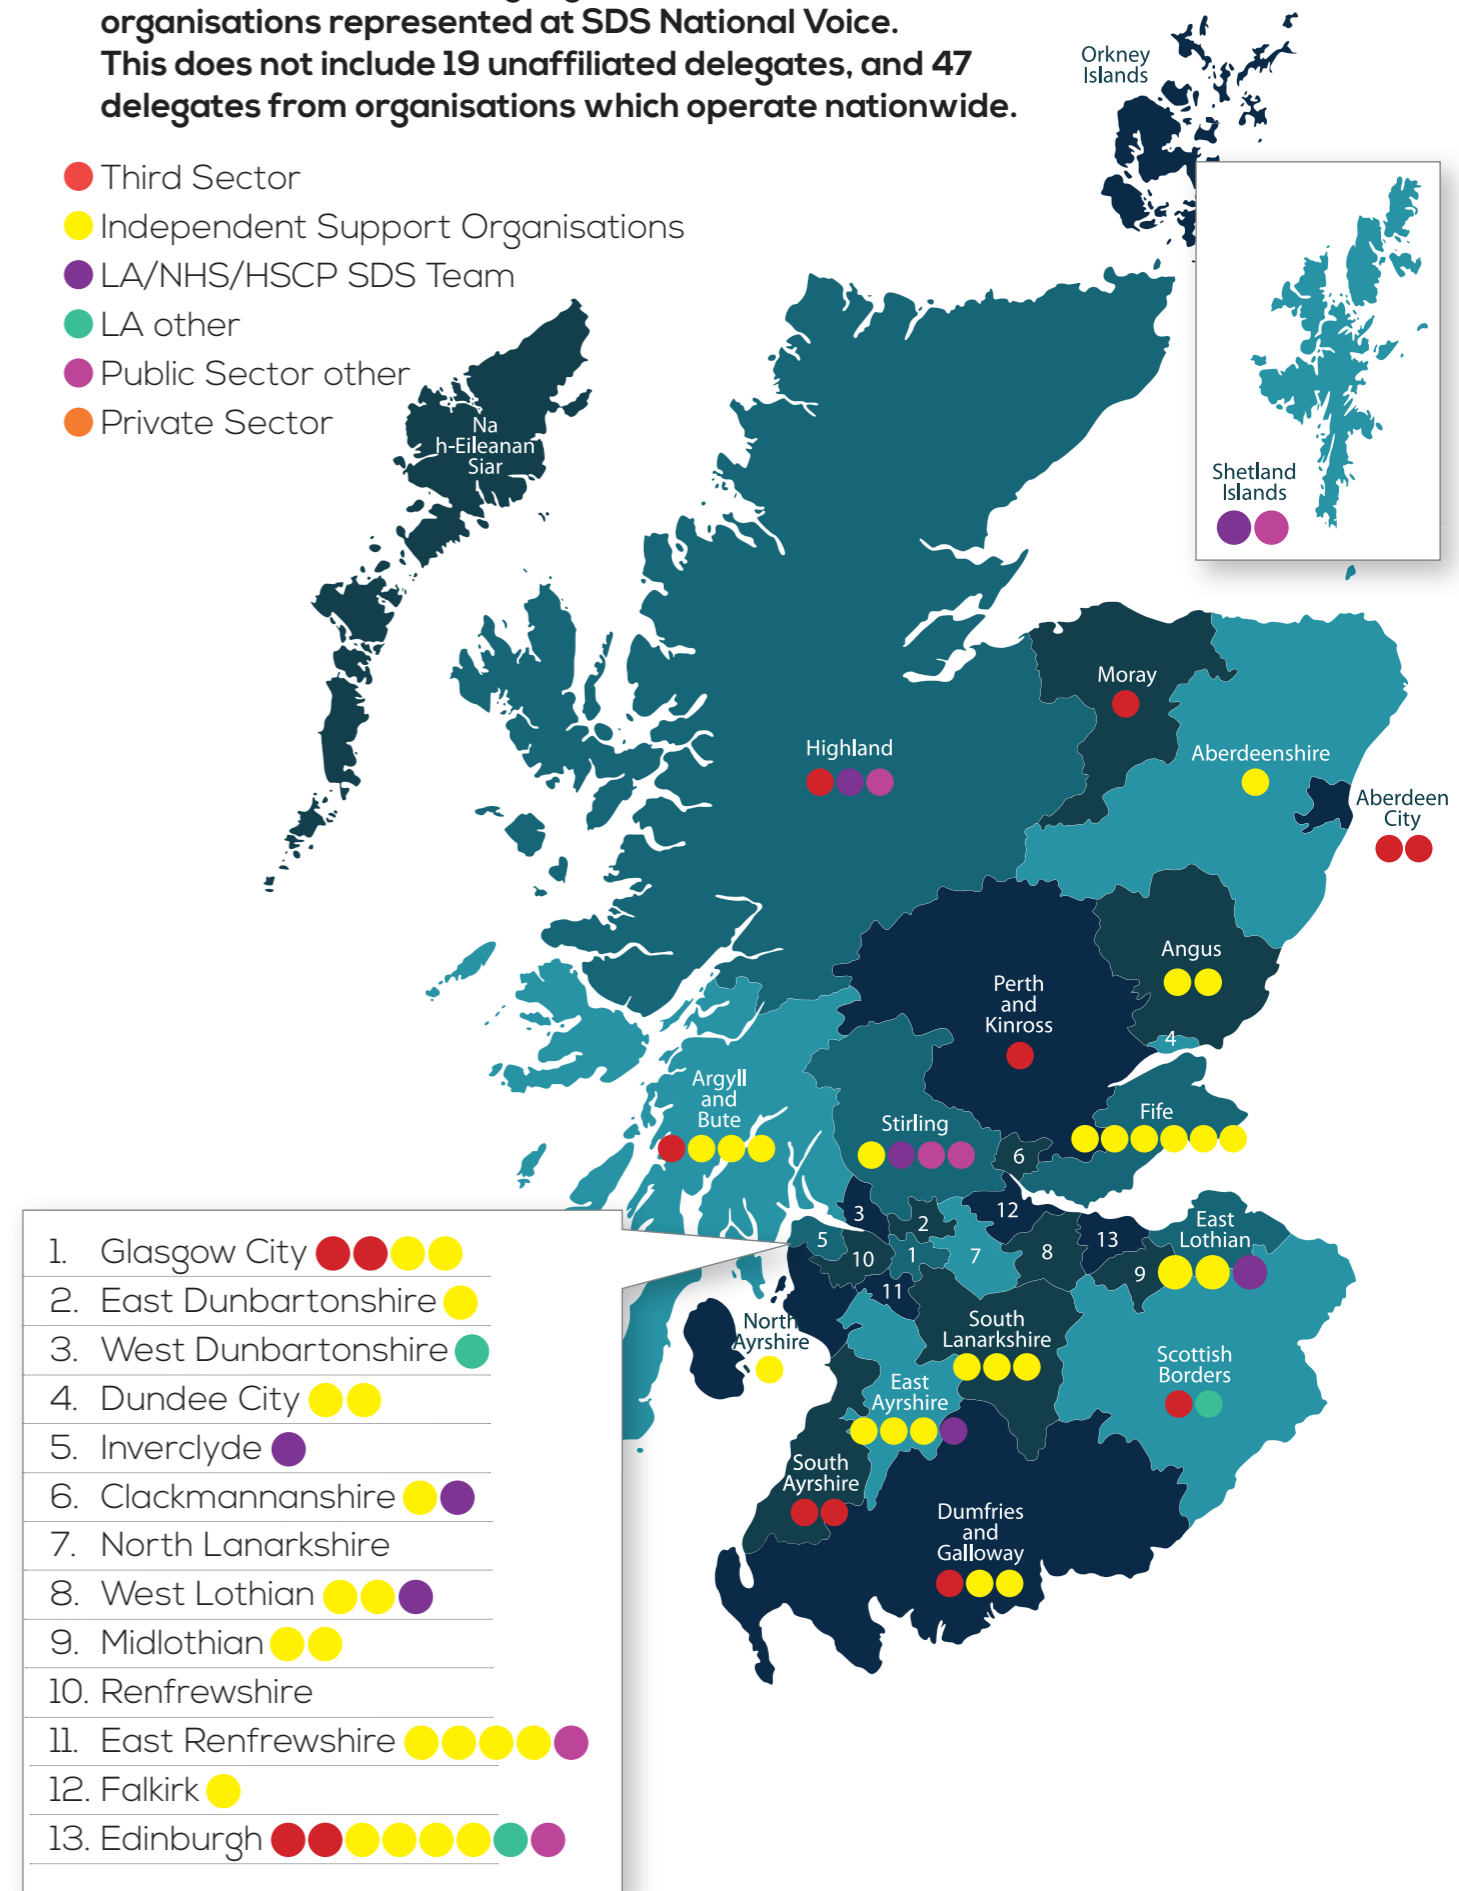 organisations represented at SDS National Voice.
This does not include 19 unaffiliated delegates, and 47
delegates from organisations which operate nationwide.
Third Sector
Independent Support Organisations
LA/NHS/HSCP SDS Team
LA other
Public Sector other
Private Sector
Orkney
Islands
Na
h-Eileanan
Siar
Shetland
Islands
Moray
Highland
Aberdeenshire
Aberdeen
City
Angus
Perth
and
Kinross
4
Argyll
and
Bute
Stirling
Fife
6
3
2
12
5
10
1
7
8
13
9
11
East
Lothian
North
Ayrshire
South
Lanarkshire
East
Ayrshire
Scottish
Borders
South
Ayrshire
Dumfries
and
Galloway
1. Glasgow City
2. East Dunbartonshire
3. West Dunbartonshire
4. Dundee City
5. Inverclyde
6. Clackmannanshire
7. North Lanarkshire
8. West Lothian
9. Midlothian
10. Renfrewshire
11. East Renfrewshire
12. Falkirk
13. Edinburgh